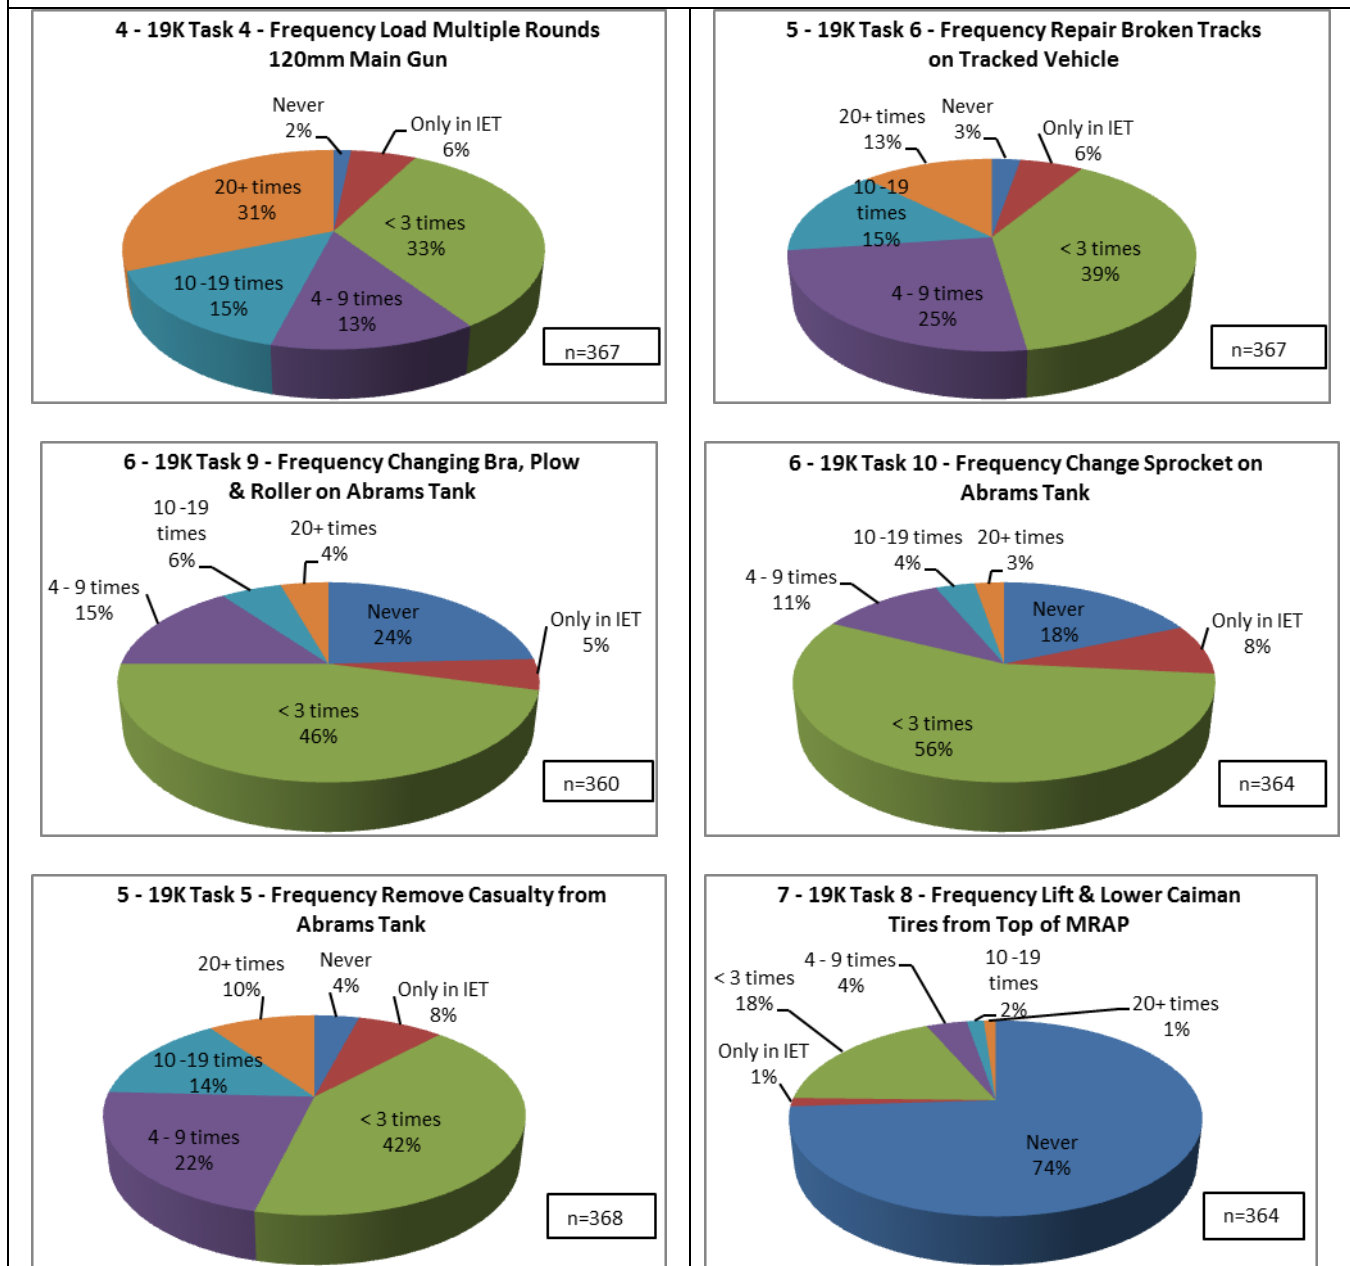 4 - 19K Task 4 - Frequency Load Multiple Rounds
120mm Main Gun
Never
2%
Only in IET
6%
20+ times
31%
< 3 times
33%
10 -19 times
15%
4 - 9 times
13%
n=367
5 - 19K Task 6 - Frequency Repair Broken Tracks
on Tracked Vehicle
20+ times
13%
Never
3%
Only in IET
6%
10 -19
times
15%
< 3 times
39%
4 - 9 times
25%
n=367
6 - 19K Task 9 - Frequency Changing Bra, Plow
& Roller on Abrams Tank
10 -19
times
6%
20+ times
4%
4 - 9 times
15%
Never
24%
Only in IET
5%
< 3 times
46%
n=360
6 - 19K Task 10 - Frequency Change Sprocket on
Abrams Tank
10 -19 times
4%
20+ times
3%
4 - 9 times
11%
Never
18%
Only in IET
8%
< 3 times
56%
n=364
5 - 19K Task 5 - Frequency Remove Casualty from
Abrams Tank
20+ times
10%
Never
4%
Only in IET
8%
10 -19 times
14%
< 3 times
42%
4 - 9 times
22%
n=368
7 - 19K Task 8 - Frequency Lift & Lower Caiman
Tires from Top of MRAP
4 - 9 times
4%
10 -19
times
2%
< 3 times
18%
20+ times
1%
Only in IET
1%
Never
74%
n=364